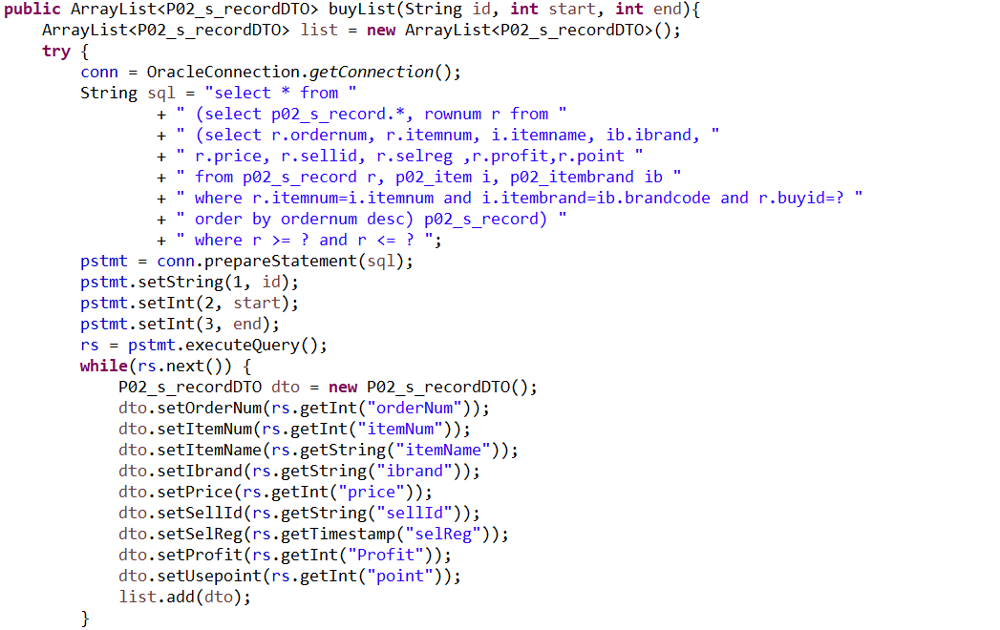 public ArrayList<P02_s_recordDTO> buyList(String id, int start, int end){
    ArrayList<P02_s_recordDTO> list = new ArrayList<P02_s_recordDTO>();
    try {
        conn = OracleConnection.getConnection();
        String sql = "select * from "
                + " (select p02_s_record.*, rownum r from "
                + " (select r.ordernum, r.itemnum, i.itemname, ib.ibrand, "
                + " r.price, r.sellid, r.selreg ,r.profit,r.point "
                + " from p02_s_record r, p02_item i, p02_itembrand ib "
                + " where r.itemnum=i.itemnum and i.itembrand=ib.brandcode and r.buyid=? "
                + " order by ordernum desc) p02_s_record) "
                + " where r >= ? and r <= ? ";
        pstmt = conn.prepareStatement(sql);
        pstmt.setString(1, id);
        pstmt.setInt(2, start);
        pstmt.setInt(3, end);
        rs = pstmt.executeQuery();
        while(rs.next()) {
            P02_s_recordDTO dto = new P02_s_recordDTO();
            dto.setOrderNum(rs.getInt("orderNum"));
            dto.setItemNum(rs.getInt("itemNum"));
            dto.setItemName(rs.getString("itemName"));
            dto.setIbrand(rs.getString("ibrand"));
            dto.setPrice(rs.getInt("price"));
            dto.setSellId(rs.getString("sellId"));
            dto.setSelReg(rs.getTimestamp("selReg"));
            dto.setProfit(rs.getInt("Profit"));
            dto.setUsepoint(rs.getInt("point"));
            list.add(dto);
        }